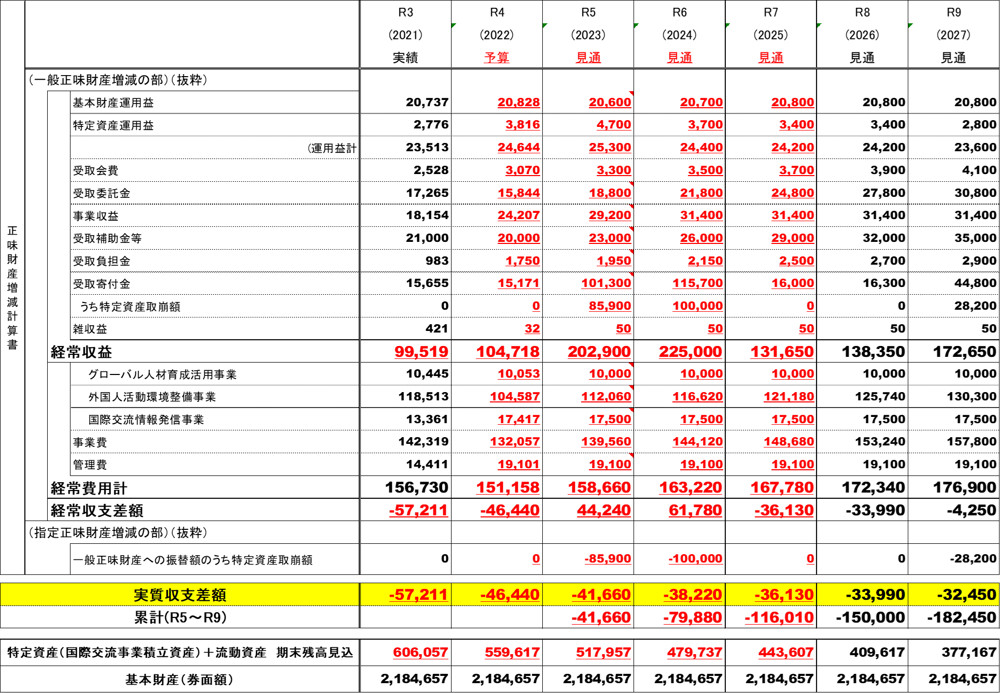 R3 R4 R5 R6 R7 R8 R9
(2021) (2022) (2023) (2024) (2025) (2026) (2027)
実績 予算 見通 見通 見通 見通 見通
正味財産増減計算書
(一般正味財産増減の部)(抜粋)
基本財産運用益 20,737 20,828 20,600 20,700 20,800 20,800 20,800
特定資産運用益 2,776 3,816 4,700 3,700 3,400 3,400 2,800
(運用益計 23,513 24,644 25,300 24,400 24,200 24,200 23,600
受取会費 2,528 3,070 3,300 3,500 3,700 3,900 4,100
受取委託金 17,265 15,844 18,800 21,800 24,800 27,800 30,800
事業収益 18,154 24,207 29,200 31,400 31,400 31,400 31,400
受取補助金等 21,000 20,000 23,000 26,000 29,000 32,000 35,000
受取負担金 983 1,750 1,950 2,150 2,500 2,700 2,900
受取寄付金 15,655 15,171 101,300 115,700 16,000 16,300 44,800
うち特定資産取崩額 0 0 85,900 100,000 0 0 28,200
雑収益 421 32 50 50 50 50 50
経常収益 99,519 104,718 202,900 225,000 131,650 138,350 172,650
グローバル人材育成活用事業 10,445 10,053 10,000 10,000 10,000 10,000 10,000
外国人活動環境整備事業 118,513 104,587 112,060 116,620 121,180 125,740 130,300
国際交流情報発信事業 13,361 17,417 17,500 17,500 17,500 17,500 17,500
事業費 142,319 132,057 139,560 144,120 148,680 153,240 157,800
管理費 14,411 19,101 19,100 19,100 19,100 19,100 19,100
経常費用計 156,730 151,158 158,660 163,220 167,780 172,340 176,900
経常収支差額 -57,211 -46,440 44,240 61,780 -36,130 -33,990 -4,250
(指定正味財産増減の部)(抜粋)
一般正味財産への振替額のうち特定資産取崩額 0 0 -85,900 -100,000 0 0 -28,200
実質収支差額 -57,211 -46,440 -41,660 -38,220 -36,130 -33,990 -32,450
累計(R5～R9) -41,660 -79,880 -116,010 -150,000 -182,450
特定資産(国際交流事業積立資産)＋流動資産　期末残高見込 606,057 559,617 517,957 479,737 443,607 409,617 377,167
基本財産(券面額) 2,184,657 2,184,657 2,184,657 2,184,657 2,184,657 2,184,657 2,184,657